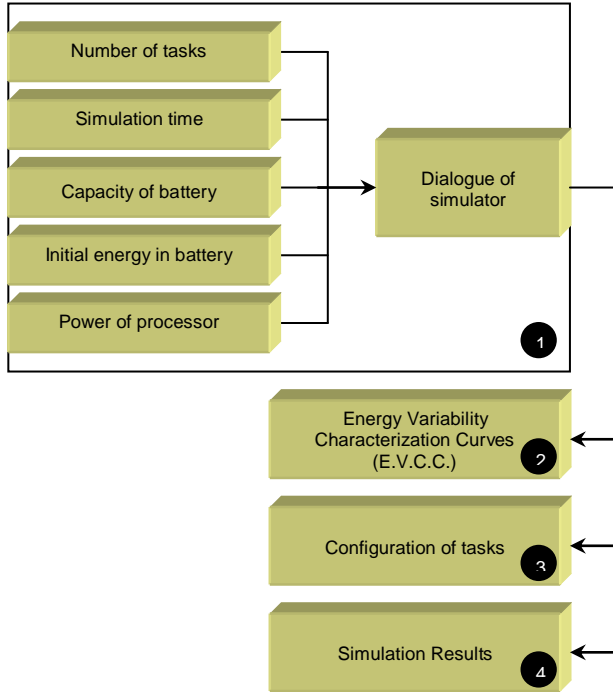 Number of tasks
Simulation time
Capacity of battery
Initial energy in battery
Power of processor
Dialogue of
simulator
1
Energy Variability
Characterization Curves
(E.V.C.C.)
2
Configuration of tasks
3
Simulation Results
4